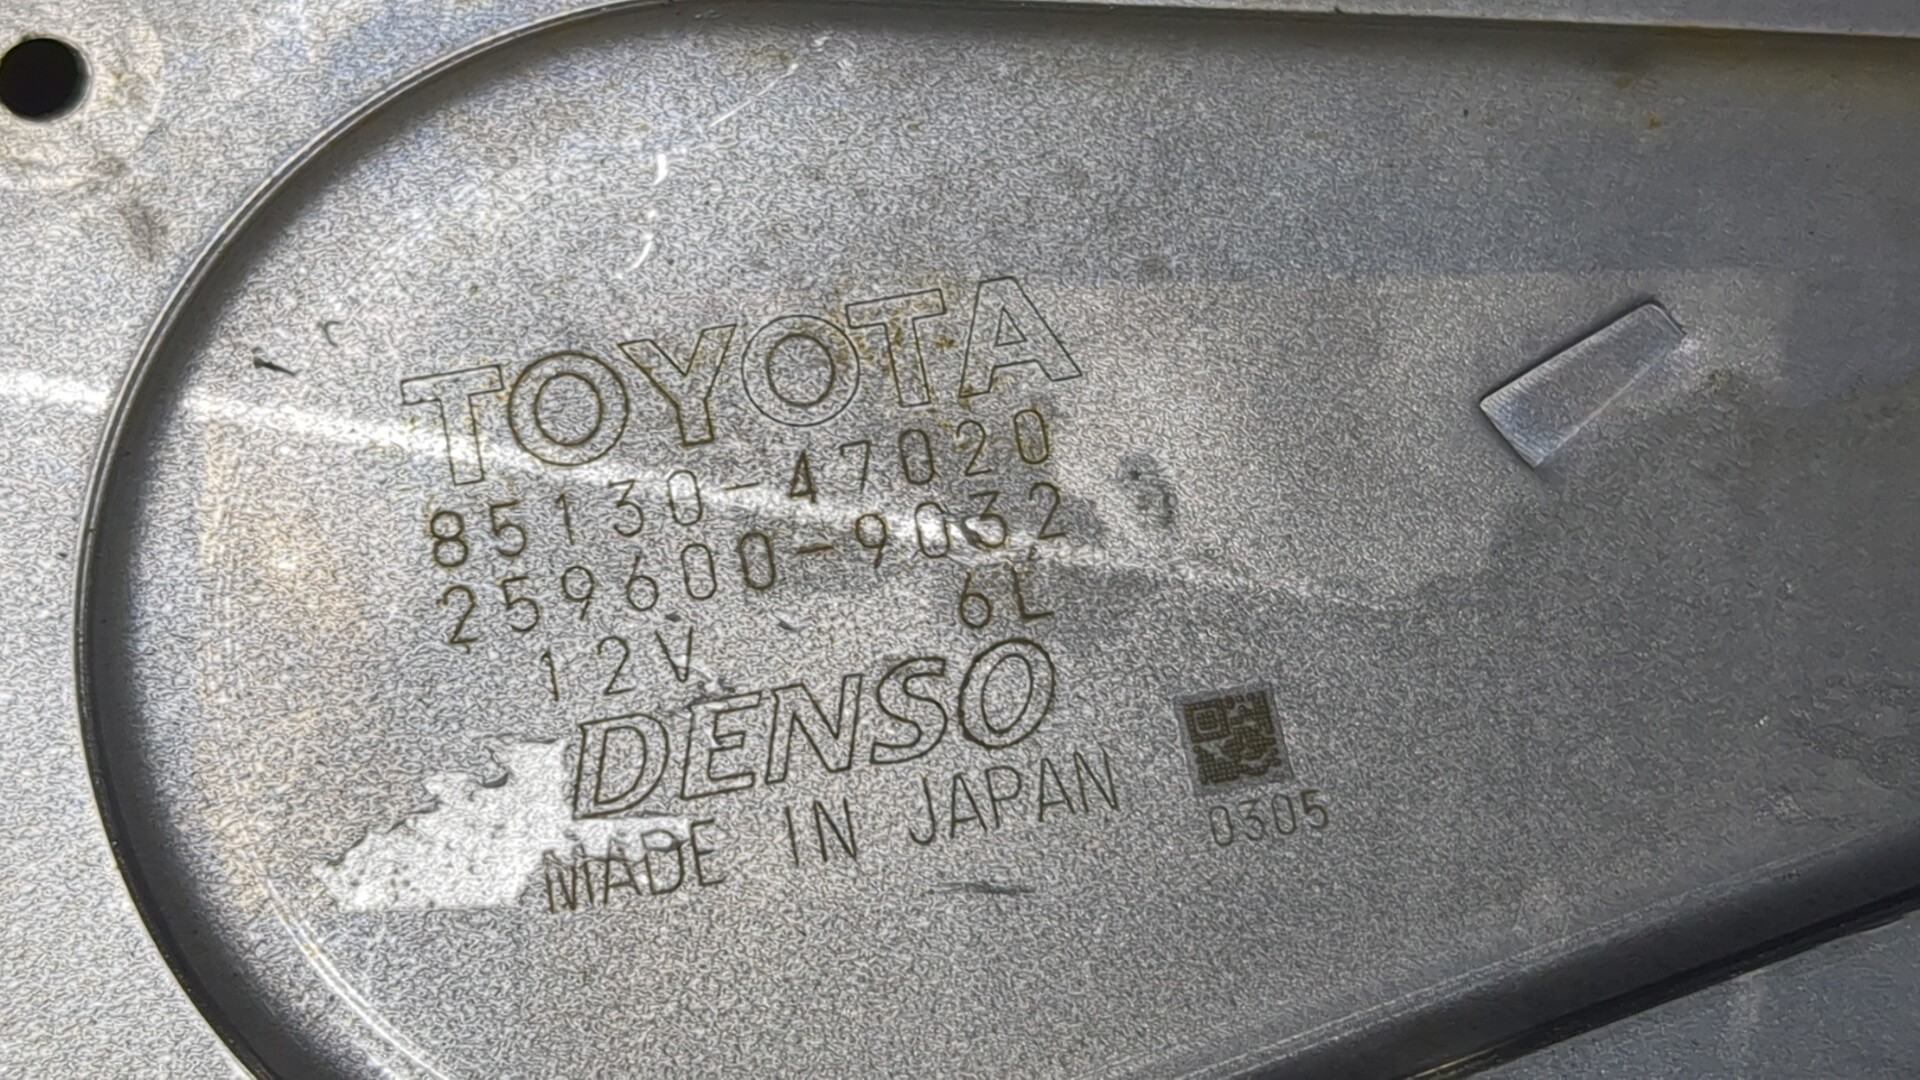 TOYOTA
85130-47020
259600-9032
12V 6L
DENSO
MADE IN JAPAN
0305